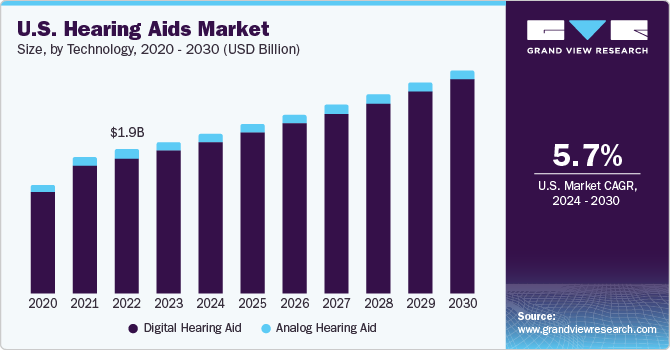 U.S. Hearing Aids Market
Size, by Technology, 2020 - 2030 (USD Billion)
$1.9B
2020 2021 2022 2023 2024 2025 2026 2027 2028 2029 2030
Digital Hearing Aid Analog Hearing Aid
GRAND VIEW RESEARCH
5.7%
U.S. Market CAGR,
2024 - 2030
Source:
www.grandviewresearch.com